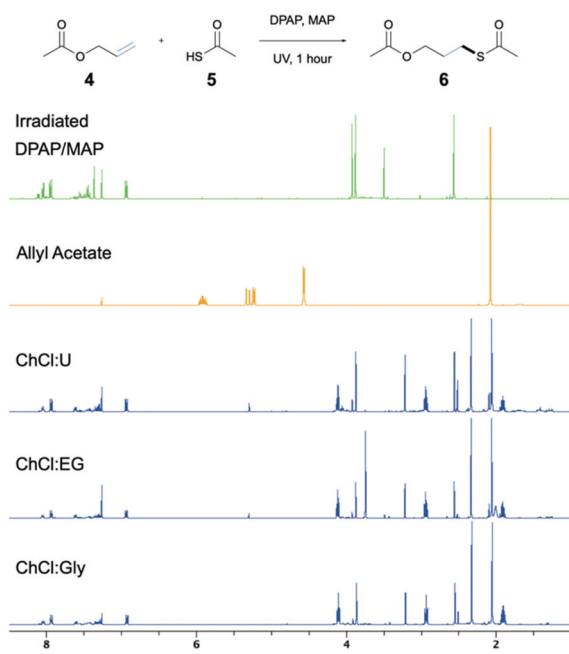 DPAP, MAP
UV, 1 hour
O
O
4
+
O
HS
5
O
O
S
O
6
Irradiated
DPAP/MAP
Allyl Acetate
ChCl:U
ChCl:EG
ChCl:Gly
8 6 4 2